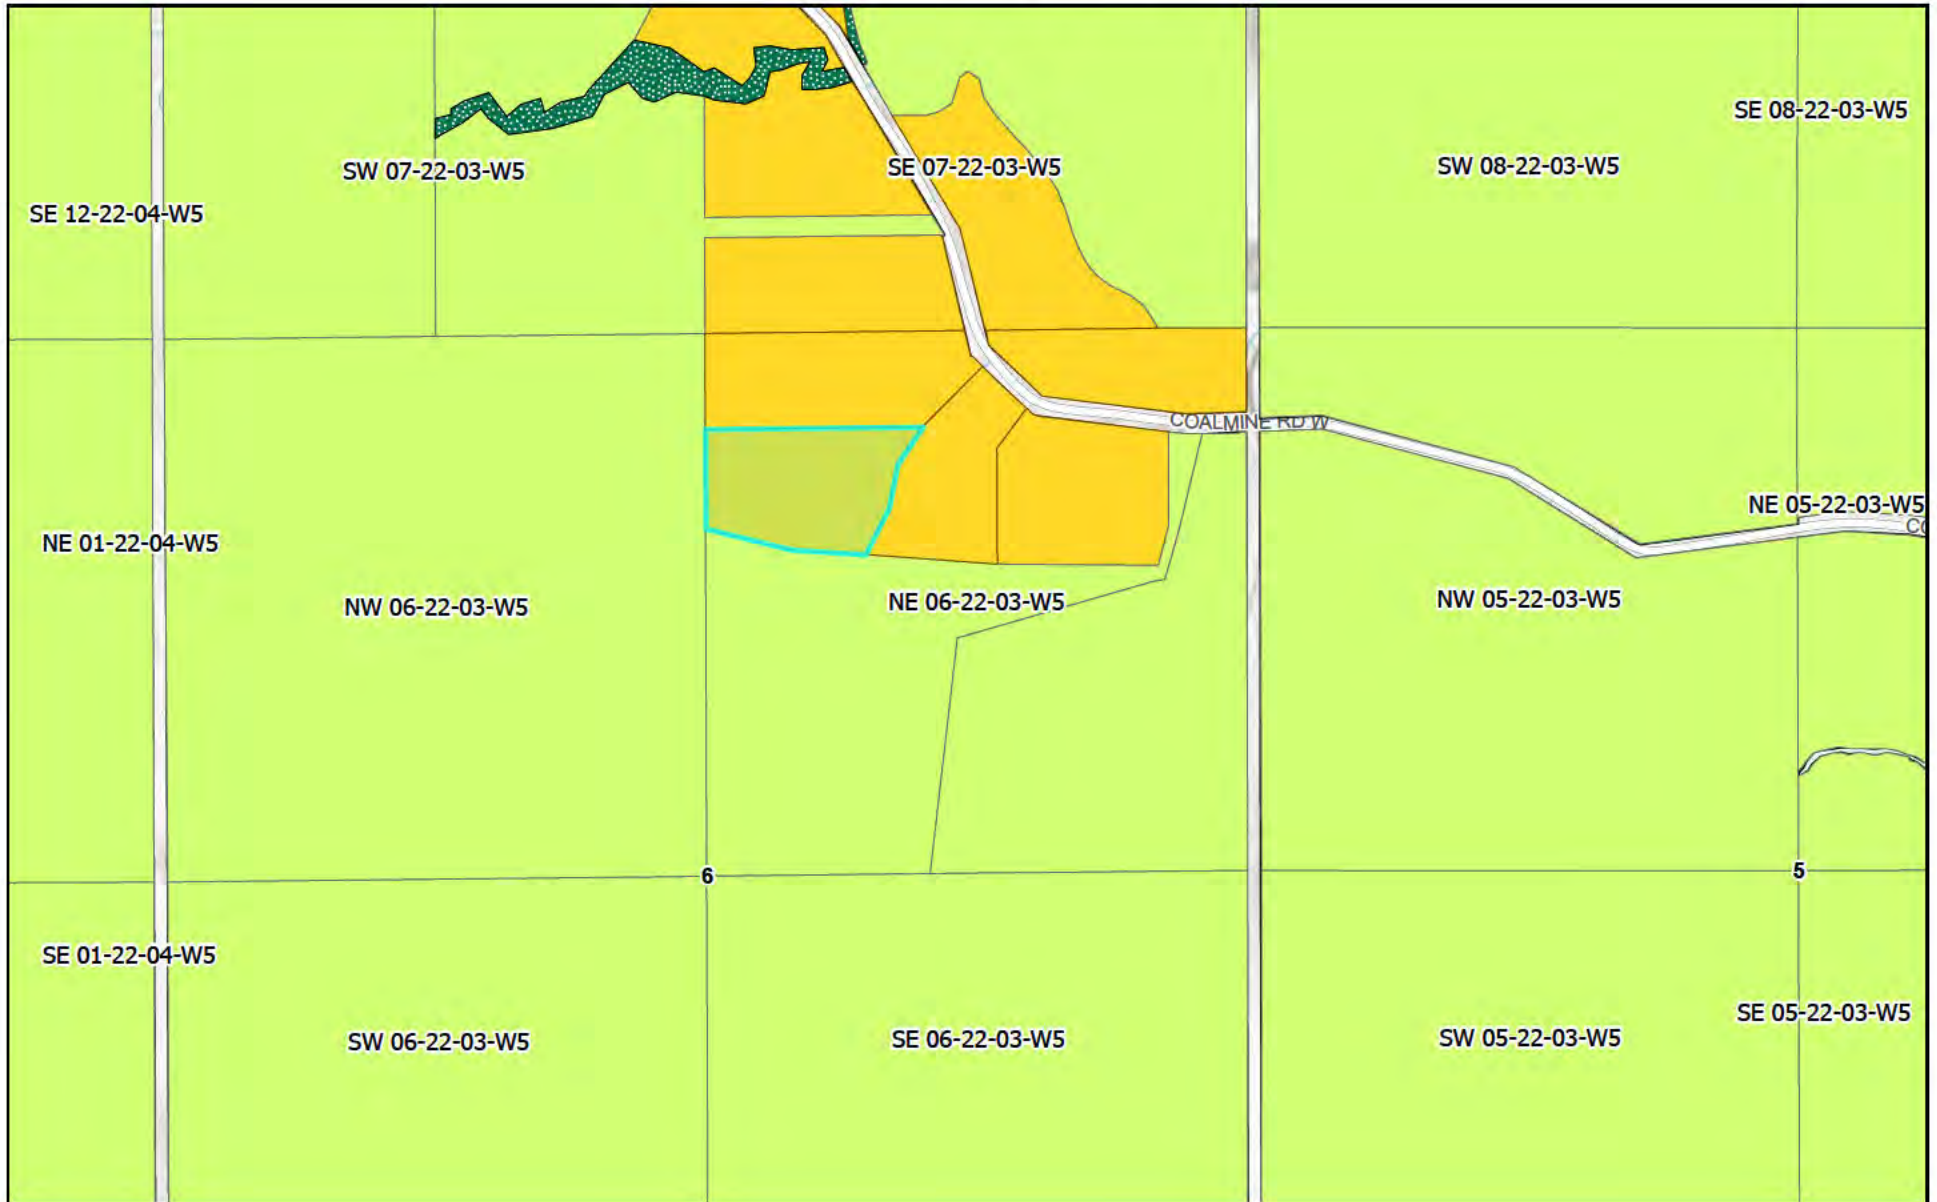 SE 08-22-03-W5
SW 07-22-03-W5
SE 07-22-03-W5
SW 08-22-03-W5
SE 12-22-04-W5
COALMINE RD W
NE 05-22-03-W5
CO
NE 01-22-04-W5
NW 06-22-03-W5
NE 06-22-03-W5
NW 05-22-03-W5
6
5
SE 01-22-04-W5
SW 06-22-03-W5
SE 06-22-03-W5
SW 05-22-03-W5
SE 05-22-03-W5